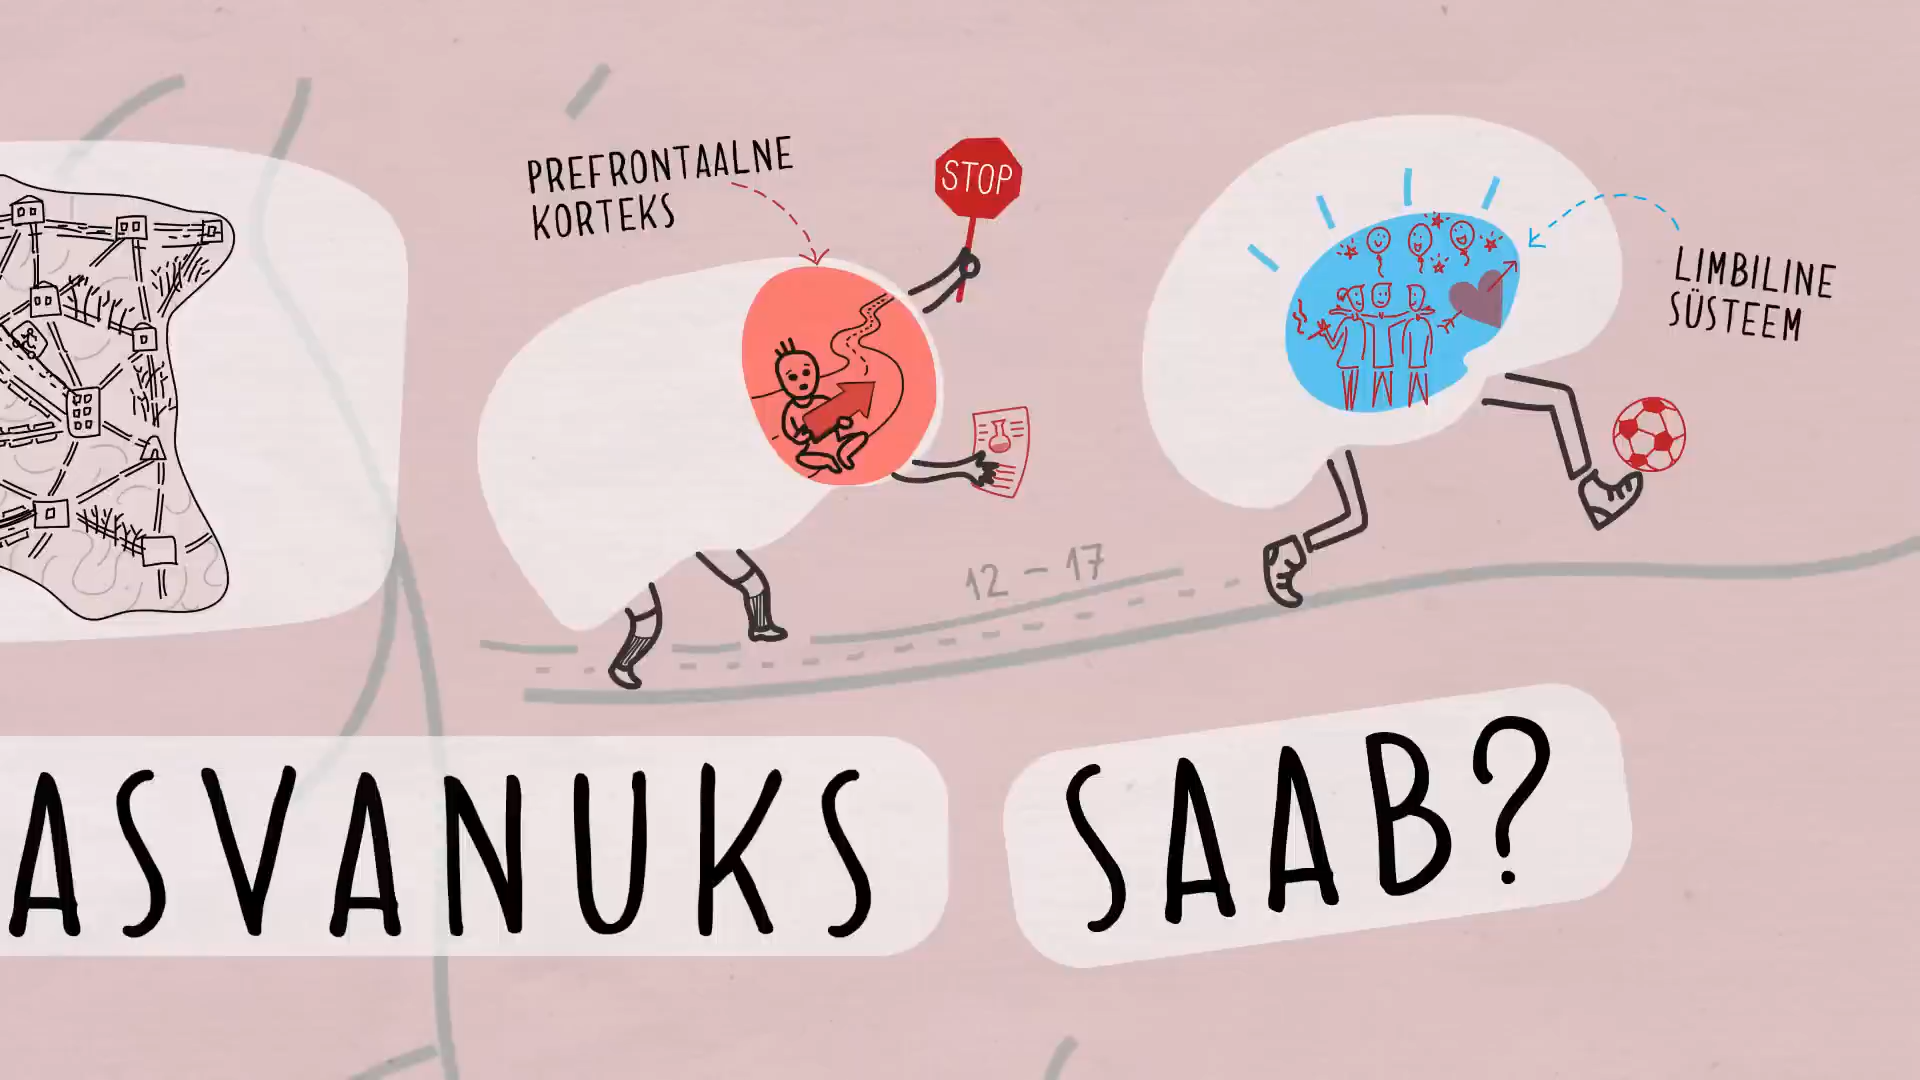 PREFRONTAALNE
KORTEKS
STOP
LIMBILINE
SÜSTEEM
12 – 17
ASVANUKS SAAB?